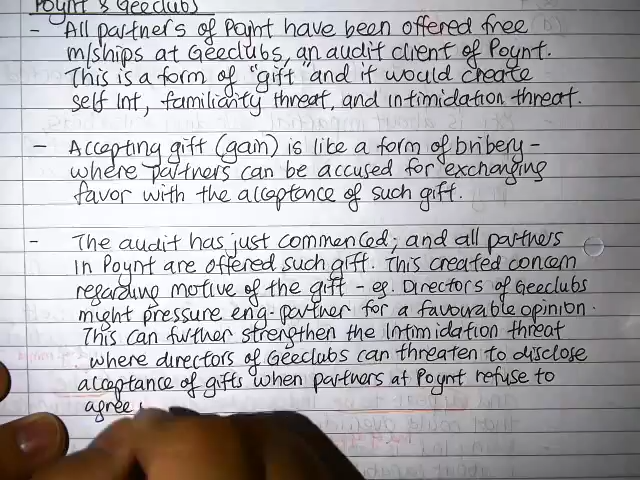 Poynt & Geeclubs
- All partners of Poynt have been offered free
m/ships at Geeclubs, an audit client of Poynt.
This is a form of "gift" and it would create
self int, familiarity threat, and intimidation threat.
- Accepting gift (gain) is like a form of bribery -
where partners can be accused for exchanging
favor with the acceptance of such gift.
- The audit has just commenced; and all partners
in Poynt are offered such gift. This created concern
regarding motive of the gift - eg. Directors of Geeclubs
might pressure eng. partner for a favourable opinion.
This can further strengthen the intimidation threat
where directors of Geeclubs can threaten to disclose
acceptance of gifts when partners at Poynt refuse to
agree